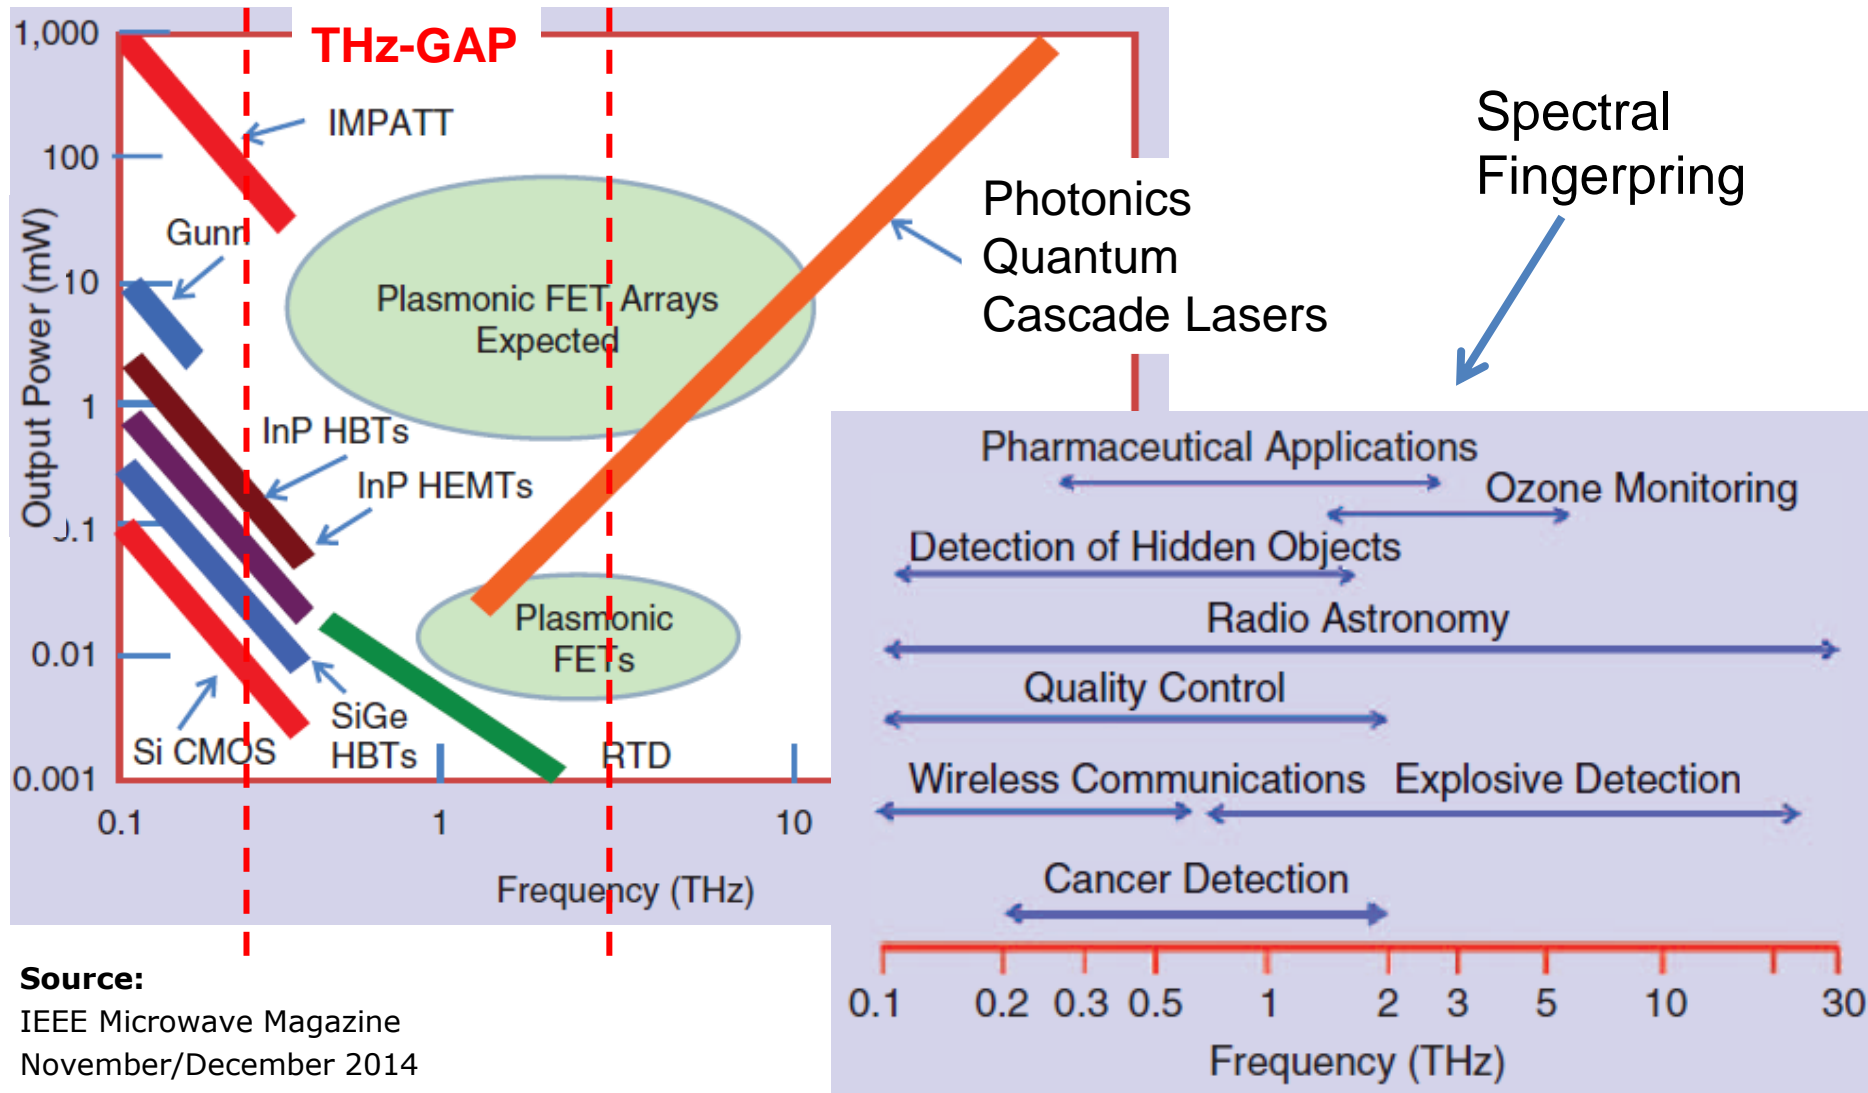 THz-GAP
1,000
100
10
1
0.1
0.01
0.001
Output Power (mW)
IMPATT
Gunn
Plasmonic FET Arrays
Expected
InP HBTs
InP HEMTs
Plasmonic
FETs
SiGe
HBTs
Si CMOS
RTD
0.1
1
10
Frequency (THz)
Photonics
Quantum
Cascade Lasers
Spectral
Fingerpring
Pharmaceutical Applications
Ozone Monitoring
Detection of Hidden Objects
Radio Astronomy
Quality Control
Wireless Communications
Explosive Detection
Cancer Detection
0.1 0.2 0.3 0.5 1 2 3 5 10 30
Frequency (THz)
Source:
IEEE Microwave Magazine
November/December 2014